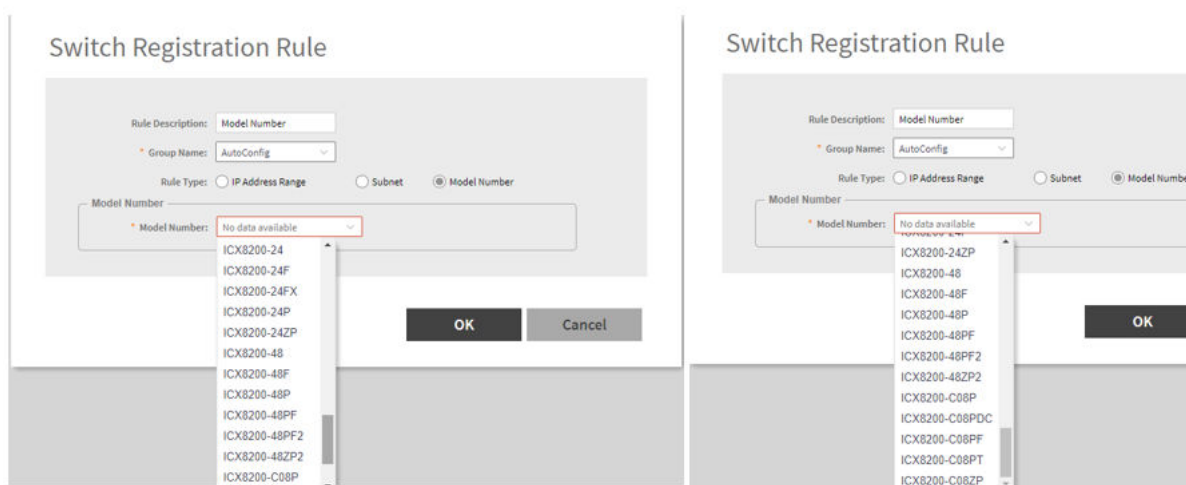 Switch Registration Rule
Rule Description: Model Number
* Group Name: AutoConfig
Rule Type: IP Address Range Subnet Model Number
Model Number
* Model Number: No data available
ICX8200-24
ICX8200-24F
ICX8200-24FX
ICX8200-24P
ICX8200-24ZP
ICX8200-48
ICX8200-48F
ICX8200-48P
ICX8200-48PF
ICX8200-48PF2
ICX8200-48ZP2
ICX8200-C08P
OK Cancel
Switch Registration Rule
Rule Description: Model Number
* Group Name: AutoConfig
Rule Type: IP Address Range Subnet Model Numbe
Model Number
* Model Number: No data available
ICX8200-24ZP
ICX8200-48
ICX8200-48F
ICX8200-48P
ICX8200-48PF
ICX8200-48PF2
ICX8200-48ZP2
ICX8200-C08P
ICX8200-C08PDC
ICX8200-C08PF
ICX8200-C08PT
ICX8200-C08ZP
OK